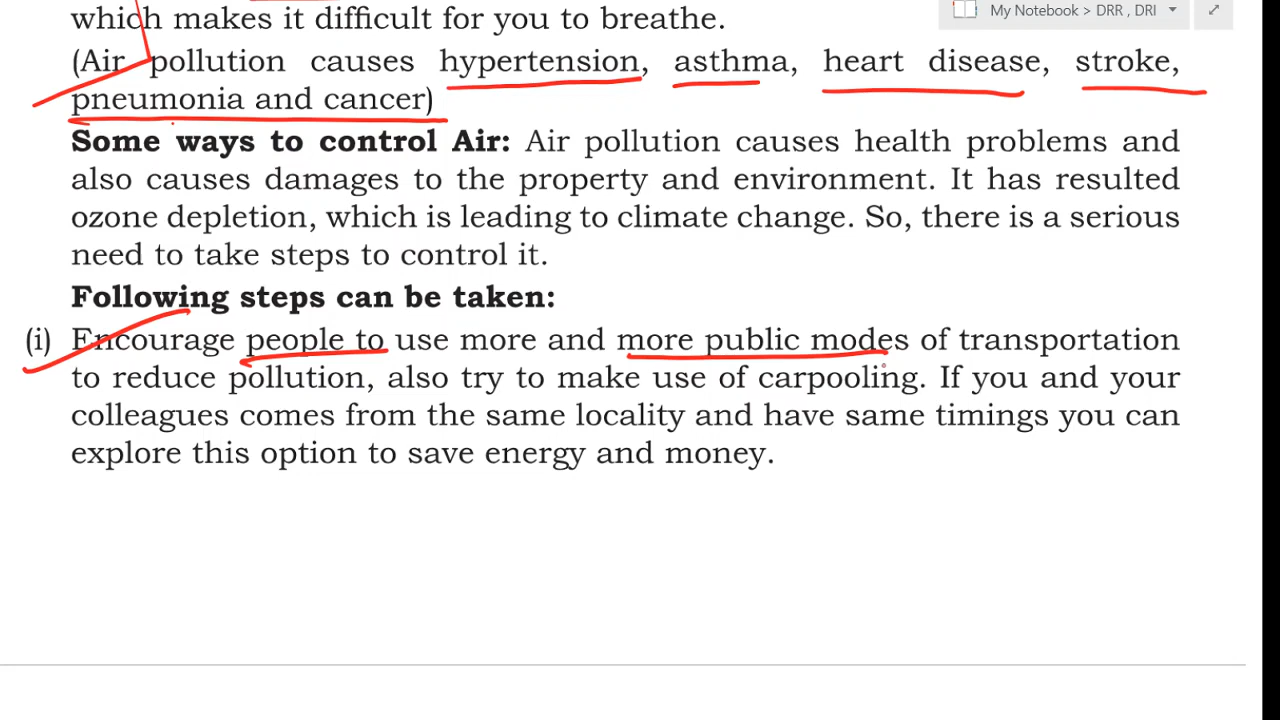 which makes it difficult for you to breathe.
My Notebook > DRR , DRI
(Air pollution causes hypertension, asthma, heart disease, stroke,
pneumonia and cancer)
Some ways to control Air: Air pollution causes health problems and
also causes damages to the property and environment. It has resulted
ozone depletion, which is leading to climate change. So, there is a serious
need to take steps to control it.
Following steps can be taken:
(i) Encourage people to use more and more public modes of transportation
to reduce pollution, also try to make use of carpooling. If you and your
colleagues comes from the same locality and have same timings you can
explore this option to save energy and money.